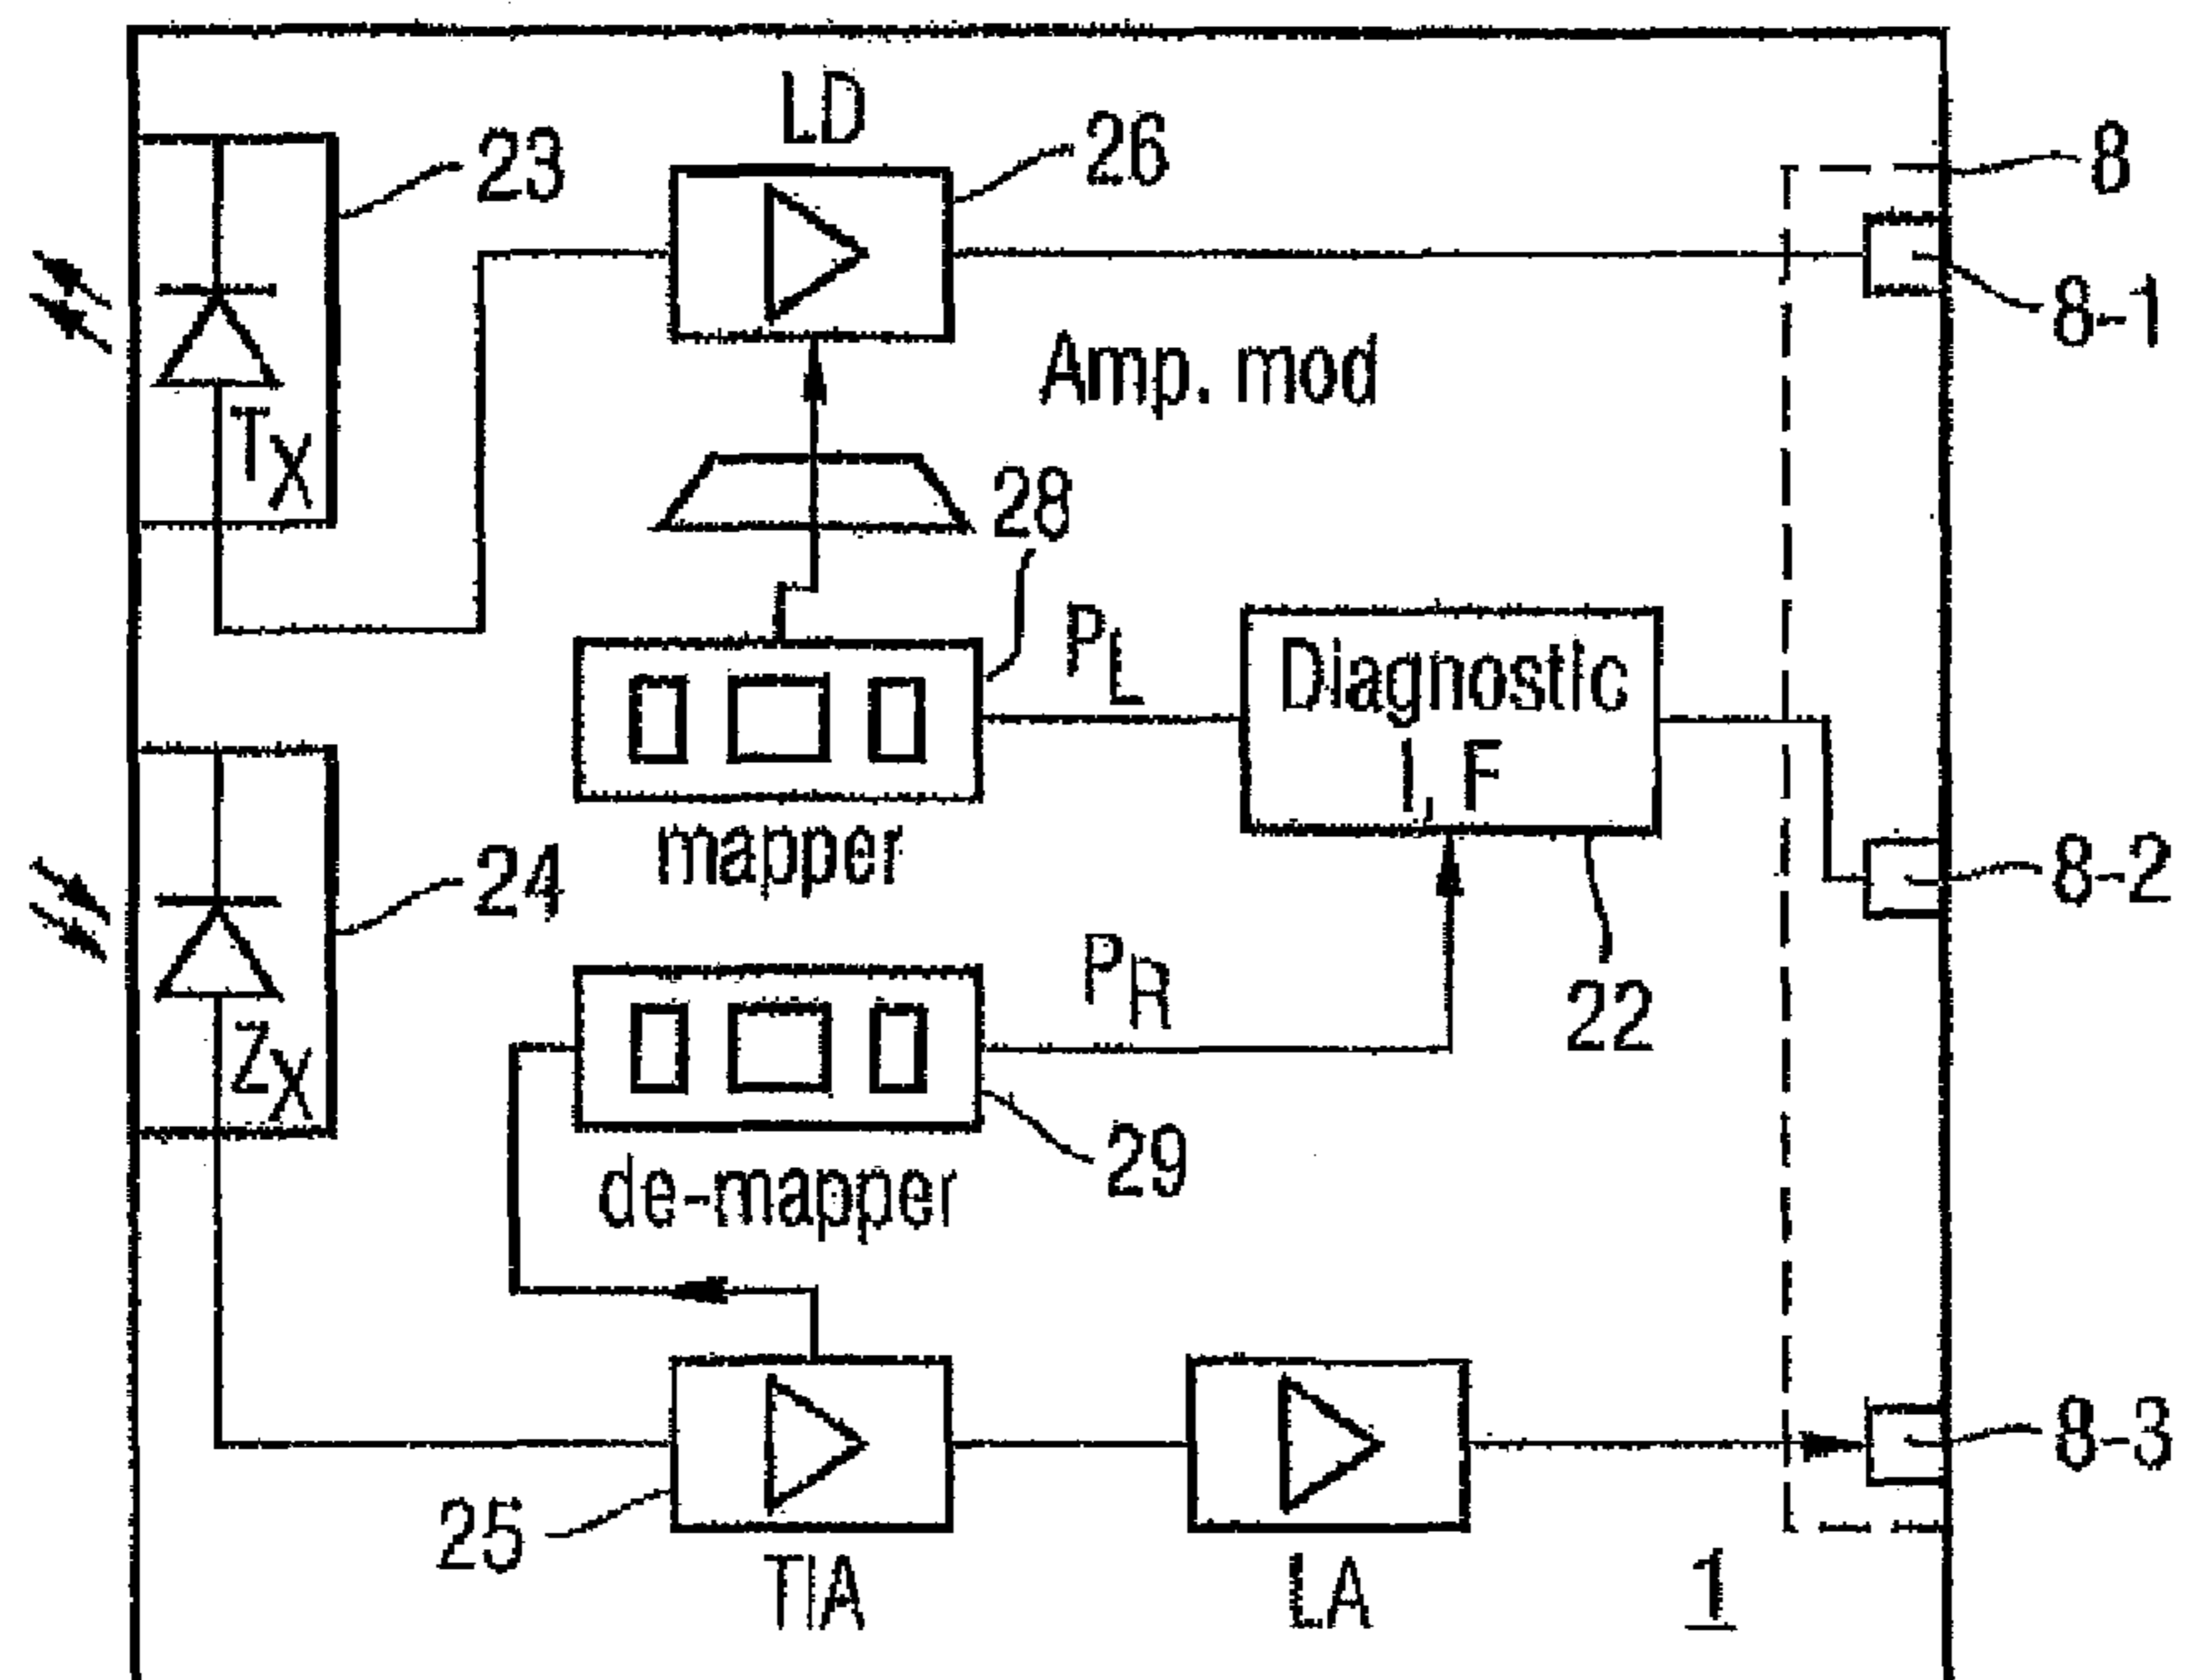 LD
23
26
8
8-1
Amp. mod
TX
28
PL
Diagnostic
I, F
mapper
24
8-2
PR
22
ZX
29
de-mapper
8-3
25
TIA
LA
1